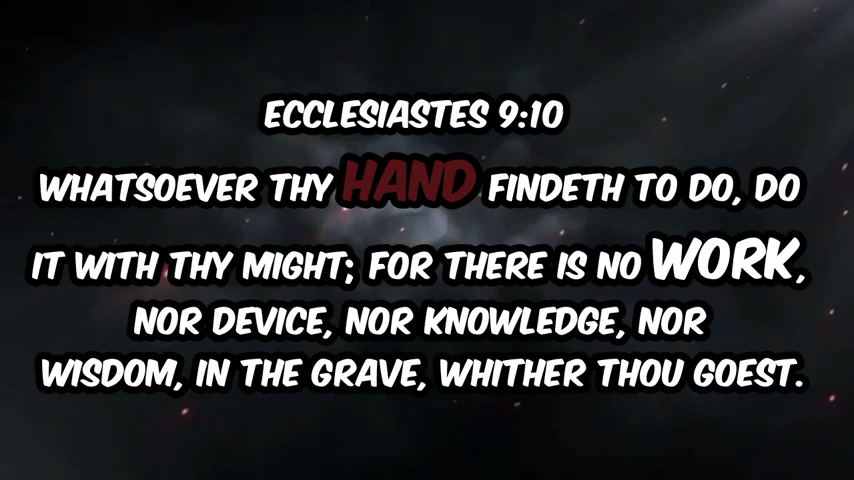 ECCLESIASTES 9:10
WHATSOEVER THY HAND FINDETH TO DO, DO
IT WITH THY MIGHT; FOR THERE IS NO WORK,
NOR DEVICE, NOR KNOWLEDGE, NOR
WISDOM, IN THE GRAVE, WHITHER THOU GOEST.